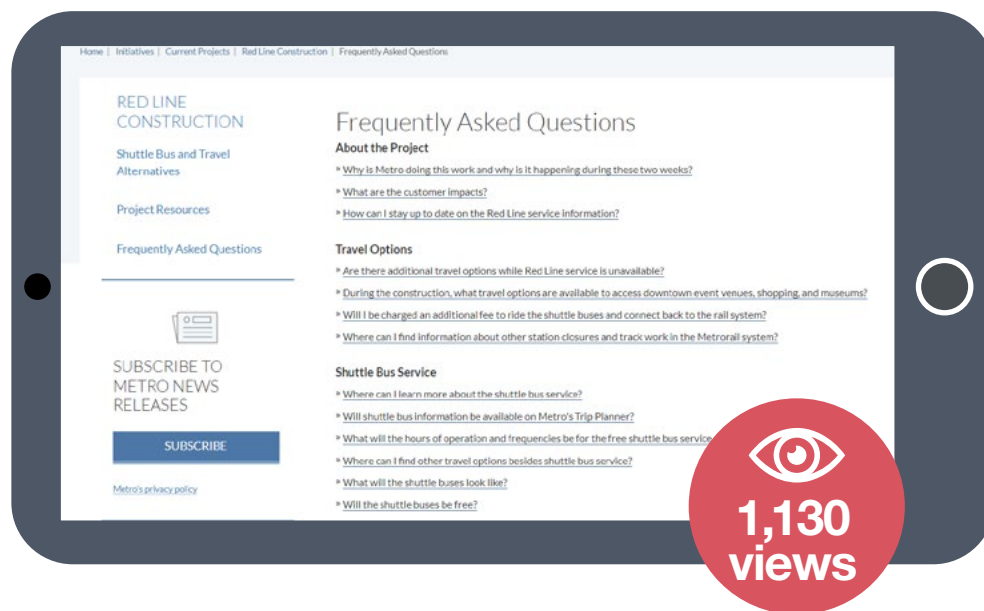 Home | Initiatives | Current Projects | Red Line Construction | Frequently Asked Questions
RED LINE
CONSTRUCTION
Shuttle Bus and Travel
Alternatives
Project Resources
Frequently Asked Questions
SUBSCRIBE TO
METRO NEWS
RELEASES
SUBSCRIBE
Metro's privacy policy
Frequently Asked Questions
About the Project
» Why is Metro doing this work and why is it happening during these two weeks?
» What are the customer impacts?
» How can I stay up to date on the Red Line service information?
Travel Options
» Are there additional travel options while Red Line service is unavailable?
» During the construction, what travel options are available to access downtown event venues, shopping, and museums?
» Will I be charged an additional fee to ride the shuttle buses and connect back to the rail system?
» Where can I find information about other station closures and track work in the Metrorail system?
Shuttle Bus Service
» Where can I learn more about the shuttle bus service?
» Will shuttle bus information be available on Metro's Trip Planner?
» What will the hours of operation and frequencies be for the free shuttle bus service
» Where can I find other travel options besides shuttle bus service?
» What will the shuttle buses look like?
» Will the shuttle buses be free?
1,130
views